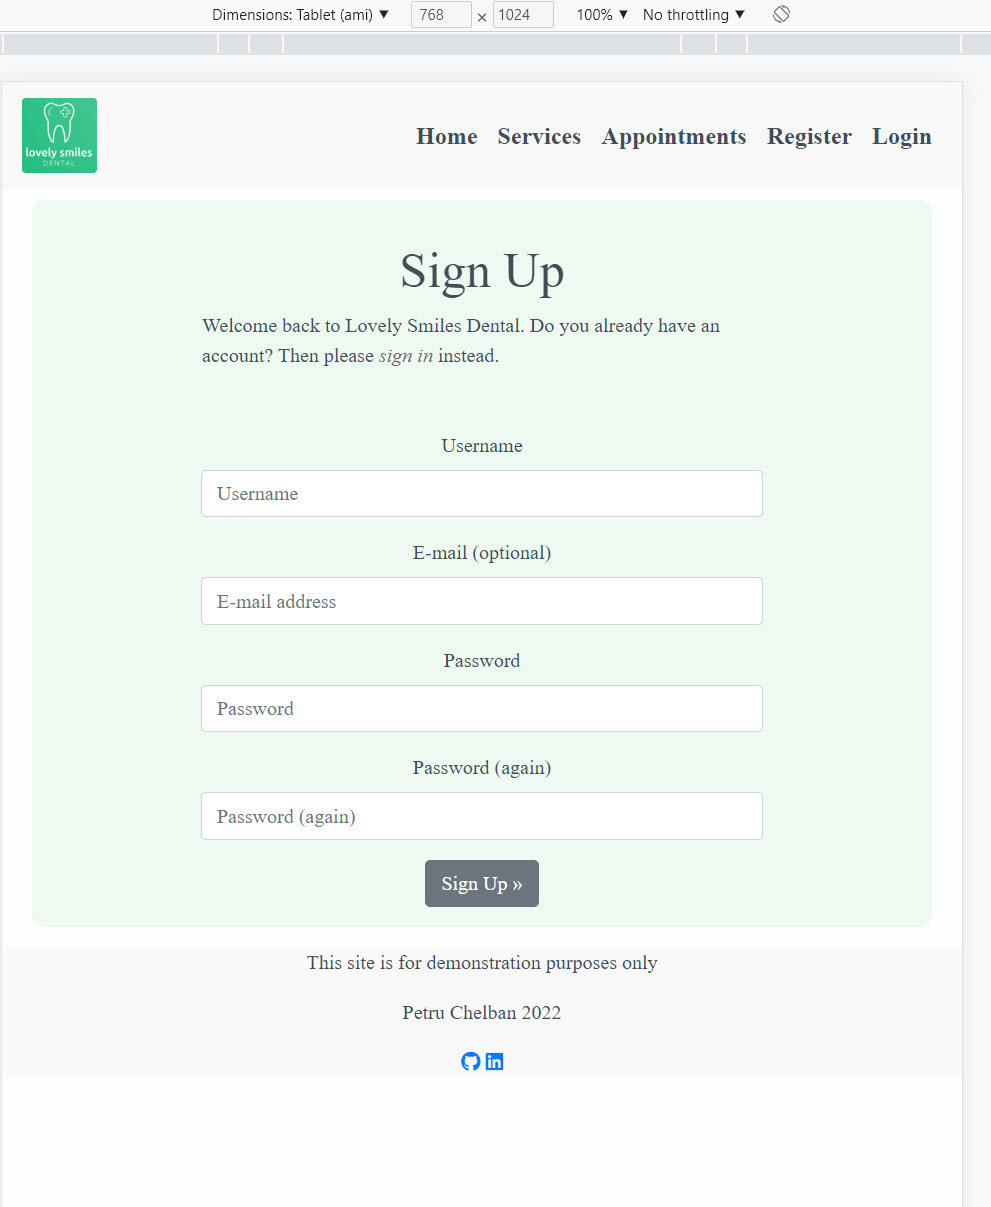 Dimensions: Tablet (ami) ▼ 768 × 1024 100% ▼ No throttling ▼
lovely smiles
DENTAL
Home Services Appointments Register Login
Sign Up
Welcome back to Lovely Smiles Dental. Do you already have an
account? Then please sign in instead.
Username
Username
E-mail (optional)
E-mail address
Password
Password
Password (again)
Password (again)
Sign Up »
This site is for demonstration purposes only
Petru Chelban 2022
in